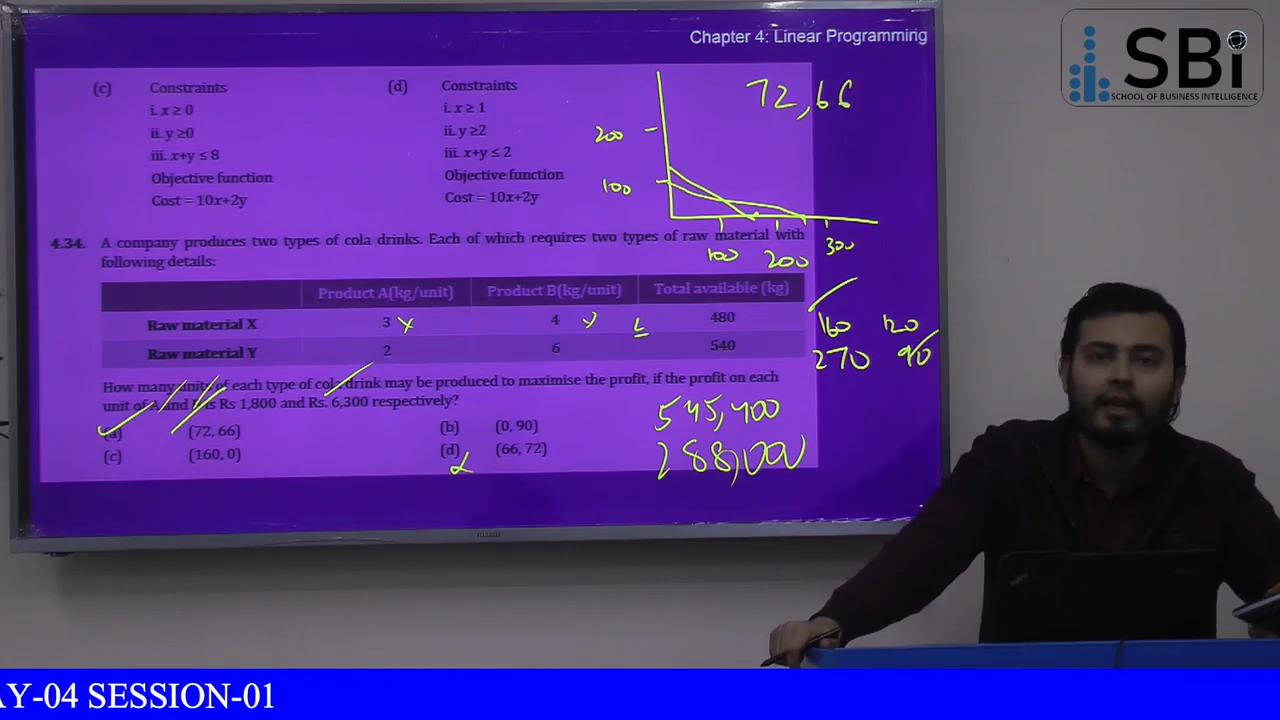 Chapter 4: Linear Programming
SBi
SCHOOL OF BUSINESS INTELLIGENCE
(c) Constraints
i. x ≥ 0
ii. y ≥0
iii. x+y ≤ 8
Objective function
Cost = 10x+2y
(d) Constraints
i. x ≥ 1
ii. y ≥2
iii. x+y ≤ 2
Objective function
Cost = 10x+2y
72,66
200
100
100 200 300
4.34. A company produces two types of cola drinks. Each of which requires two types of raw material with
following details:
Product A(kg/unit) Product B(kg/unit) Total available (kg)
Raw material X 3 x 4 y ≤ 480
160 120
Raw material Y 2 6 540
270 90
How many units of each type of cola drink may be produced to maximise the profit, if the profit on each
unit of A and B is Rs 1,800 and Rs. 6,300 respectively?
545,400
(a) (72, 66) (b) (0, 90)
288,000
(c) (160, 0) (d) (66, 72)
AY-04 SESSION-01